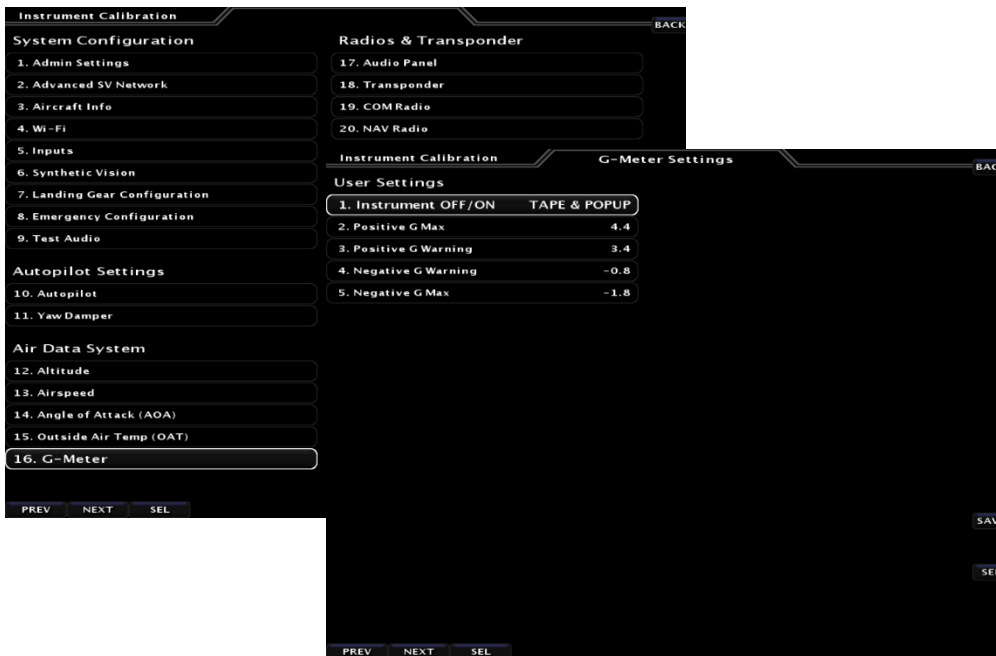 Instrument Calibration
BACK
System Configuration
1. Admin Settings
2. Advanced SV Network
3. Aircraft Info
4. Wi-Fi
5. Inputs
6. Synthetic Vision
7. Landing Gear Configuration
8. Emergency Configuration
9. Test Audio
Autopilot Settings
10. Autopilot
11. Yaw Damper
Air Data System
12. Altitude
13. Airspeed
14. Angle of Attack (AOA)
15. Outside Air Temp (OAT)
16. G-Meter
Radios & Transponder
17. Audio Panel
18. Transponder
19. COM Radio
20. NAV Radio
PREV NEXT SEL
Instrument Calibration G-Meter Settings
BAC
User Settings
1. Instrument OFF/ON TAPE & POPUP
2. Positive G Max 4.4
3. Positive G Warning 3.4
4. Negative G Warning -0.8
5. Negative G Max -1.8
SAV
SEL
PREV NEXT SEL